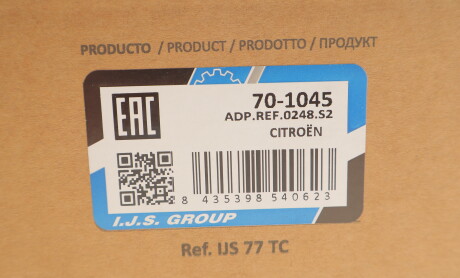 PRODUCTO / PRODUCT / PRODOTTO / ПРОДУКТ
EAC
70-1045
ADP.REF.0248.S2
CITROËN
8 435398 540623
I.J.S. GROUP
Ref. IJS 77 TC